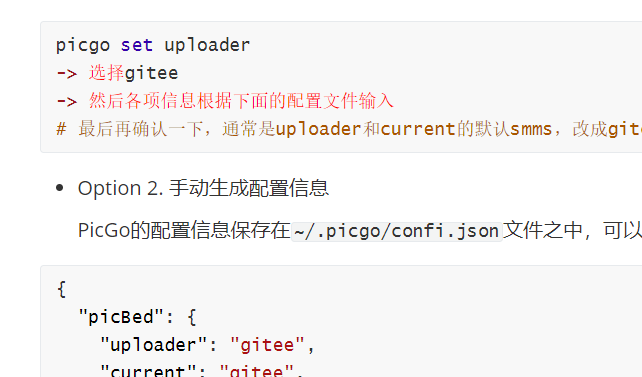 picgo set uploader
-> 选择gitee
-> 然后各项信息根据下面的配置文件输入
# 最后再确认一下，通常是uploader和current的默认smms，改成gite
Option 2. 手动生成配置信息
PicGo的配置信息保存在~/.picgo/confi.json文件之中，可以
{
"picBed": {
"uploader": "gitee",
"current": "gitee",